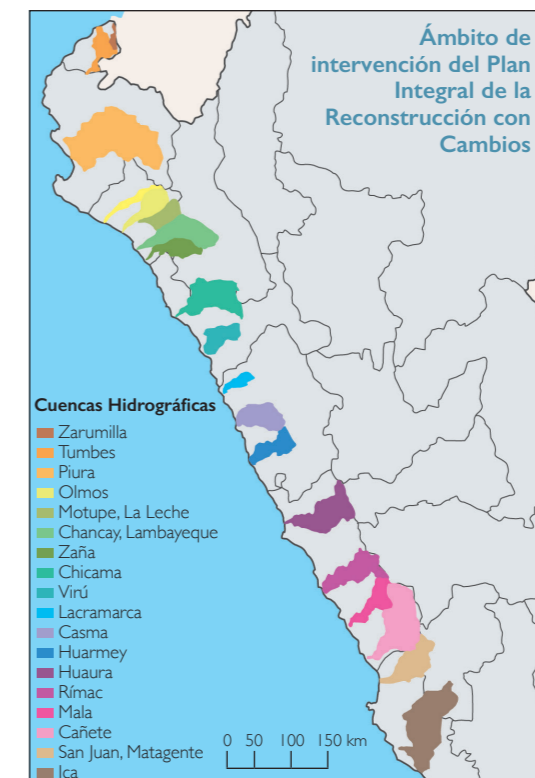 Ámbito de
intervención del Plan
Integral de la
Reconstrucción con
Cambios
Cuencas Hidrográficas
Zarumilla
Tumbes
Piura
Olmos
Motupe, La Leche
Chancay, Lambayeque
Zaña
Chicama
Virú
Lacramarca
Casma
Huarmey
Huaura
Rímac
Mala
Cañete
San Juan, Matagente
Ica
0 50 100 150 km